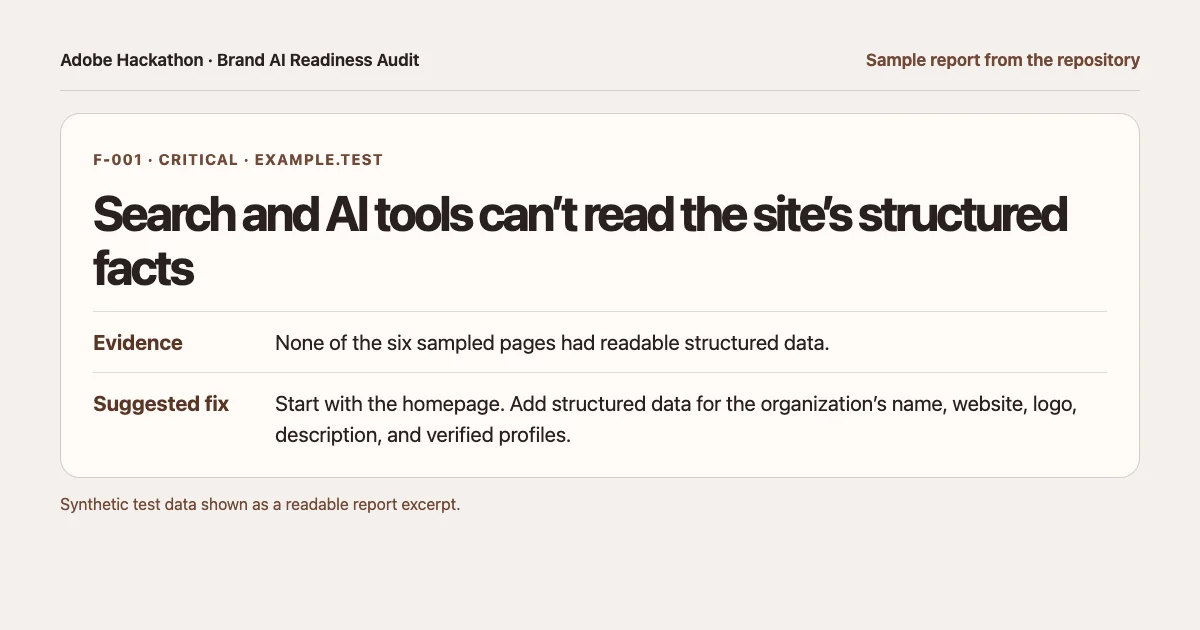 Adobe Hackathon · Brand AI Readiness Audit
Sample report from the repository
F-001 · CRITICAL · EXAMPLE.TEST
Search and AI tools can’t read the site’s structured
facts
Evidence
None of the six sampled pages had readable structured data.
Suggested fix
Start with the homepage. Add structured data for the organization’s name, website, logo,
description, and verified profiles.
Synthetic test data shown as a readable report excerpt.